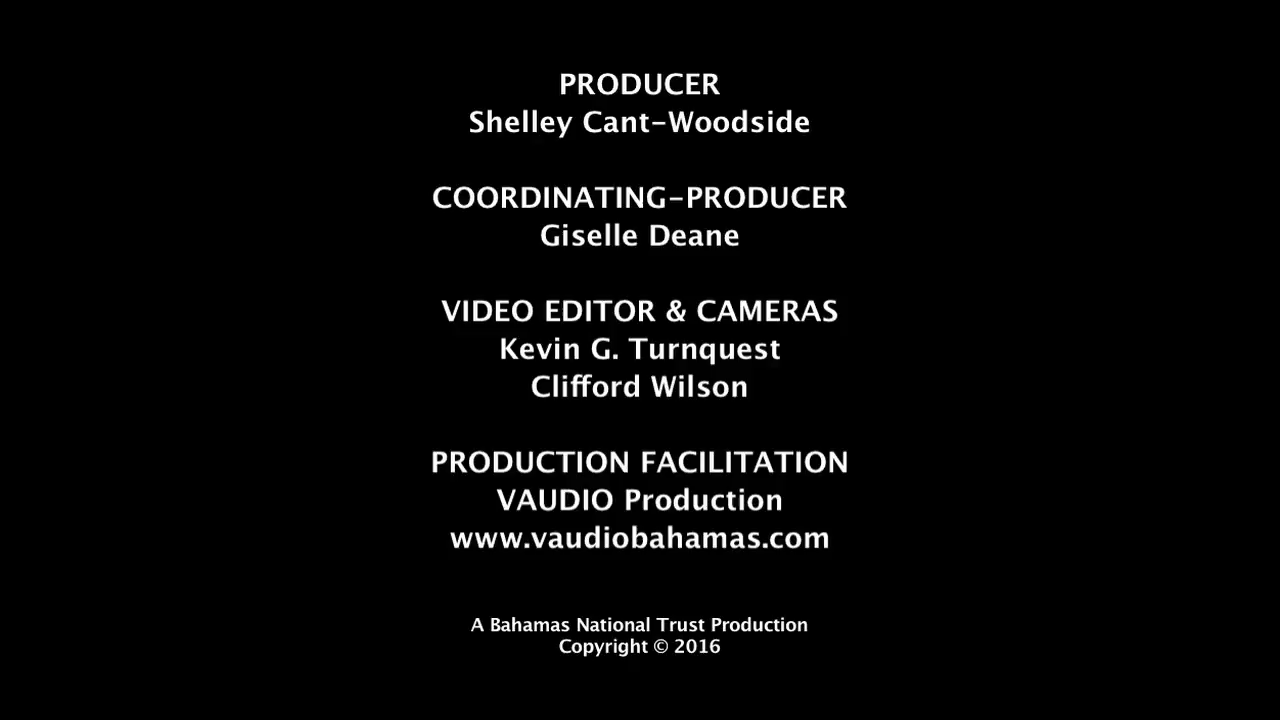 PRODUCER
Shelley Cant-Woodside
COORDINATING-PRODUCER
Giselle Deane
VIDEO EDITOR & CAMERAS
Kevin G. Turnquest
Clifford Wilson
PRODUCTION FACILITATION
VAUDIO Production
www.vaudiobahamas.com
A Bahamas National Trust Production
Copyright © 2016